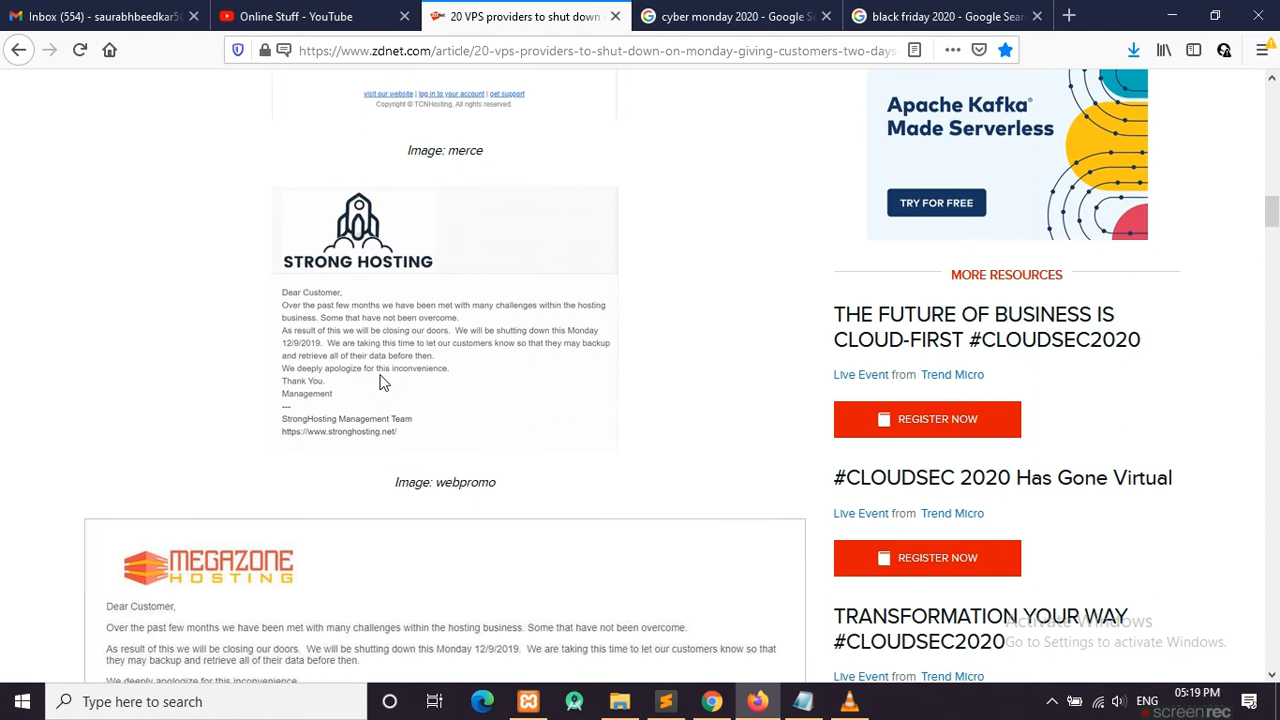 Inbox (554) - saurabhbeedkar5
Online Stuff - YouTube
20 VPS providers to shut down
cyber monday 2020 - Google S
black friday 2020 - Google Sear
https://www.zdnet.com/article/20-vps-providers-to-shut-down-on-monday-giving-customers-two-days-
visit our website | log in to your account | get support
Copyright © TCNHosting, All rights reserved.
Image: merce
STRONG HOSTING
Dear Customer,
Over the past few months we have been met with many challenges within the hosting
business. Some that have not been overcome.
As result of this we will be closing our doors. We will be shutting down this Monday
12/9/2019. We are taking this time to let our customers know so that they may backup
and retrieve all of their data before then.
We deeply apologize for this inconvenience.
Thank You.
Management
---
StrongHosting Management Team
https://www.stronghosting.net/
Image: webpromo
MEGAZONE
HOSTING
Dear Customer,
Over the past few months we have been met with many challenges within the hosting business. Some that have not been overcome.
As result of this we will be closing our doors. We will be shutting down this Monday 12/9/2019. We are taking this time to let our customers know so that
they may backup and retrieve all of their data before then.
We deeply apologize for this inconvenience.
Apache Kafka®
Made Serverless
TRY FOR FREE
MORE RESOURCES
THE FUTURE OF BUSINESS IS
CLOUD-FIRST #CLOUDSEC2020
Live Event from Trend Micro
REGISTER NOW
#CLOUDSEC 2020 Has Gone Virtual
Live Event from Trend Micro
REGISTER NOW
TRANSFORMATION YOUR WAY
#CLOUDSEC2020
Live Event from Trend Micro
Activate Windows
Go to Settings to activate Windows.
Type here to search
ENG
05:19 PM
screenrec